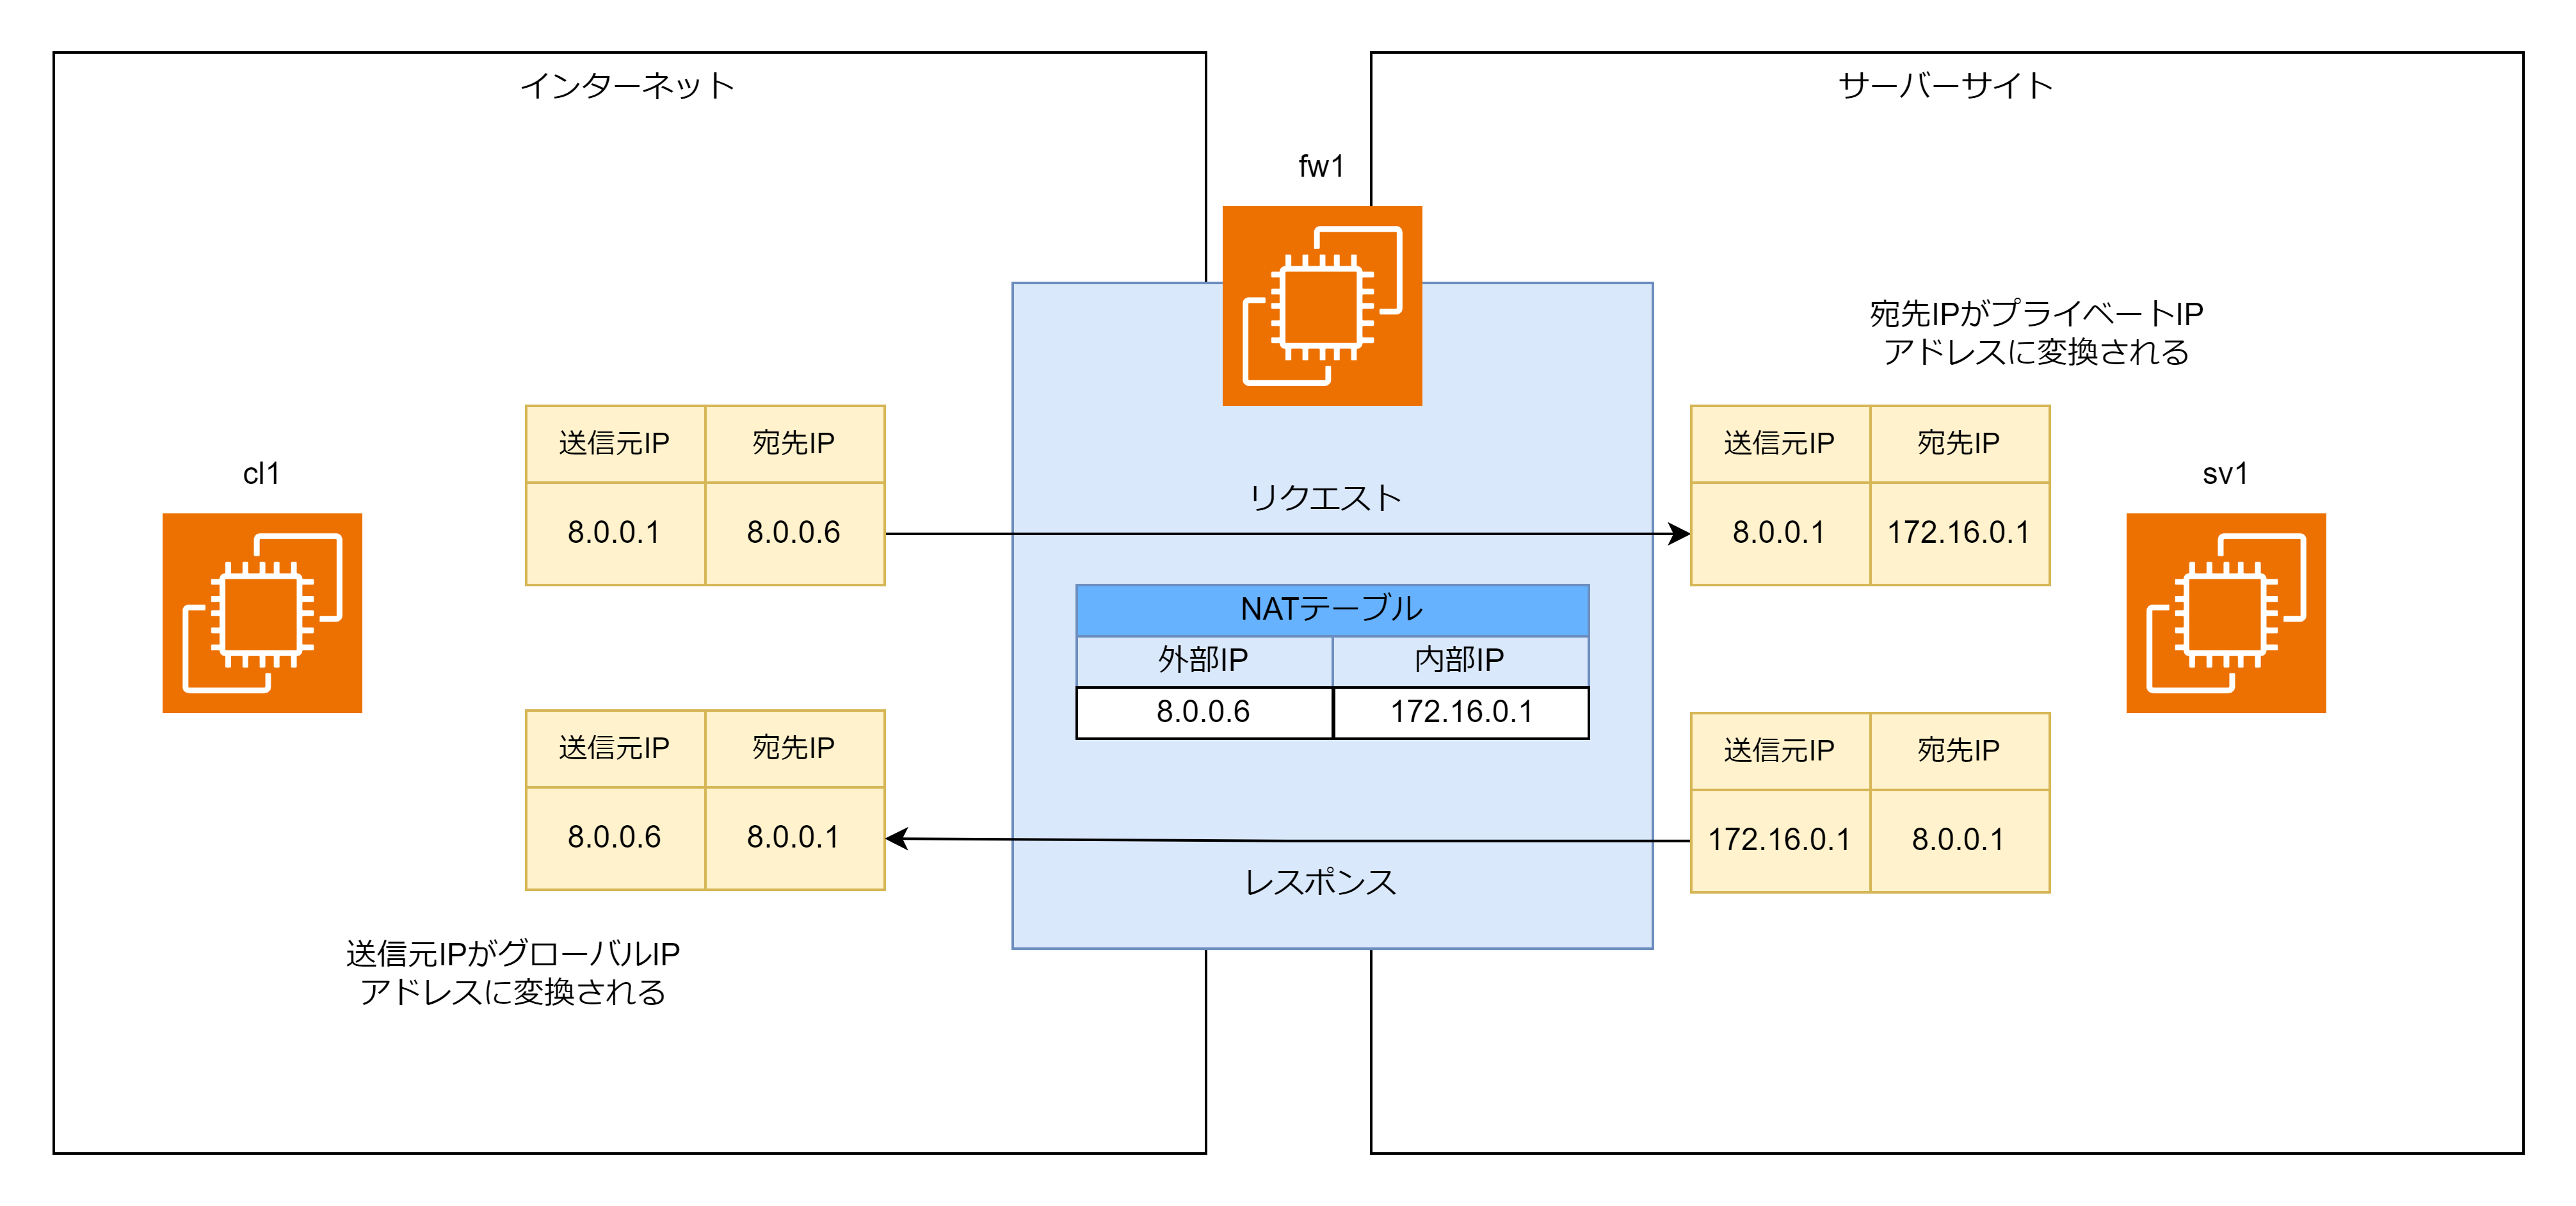 インターネット
サーバーサイト
fw1
宛先IPがプライベートIP
アドレスに変換される
送信元IP 宛先IP
8.0.0.1 8.0.0.6
リクエスト
送信元IP 宛先IP
8.0.0.1 172.16.0.1
cl1
sv1
NATテーブル
外部IP 内部IP
8.0.0.6 172.16.0.1
送信元IP 宛先IP
8.0.0.6 8.0.0.1
レスポンス
送信元IP 宛先IP
172.16.0.1 8.0.0.1
送信元IPがグローバルIP
アドレスに変換される